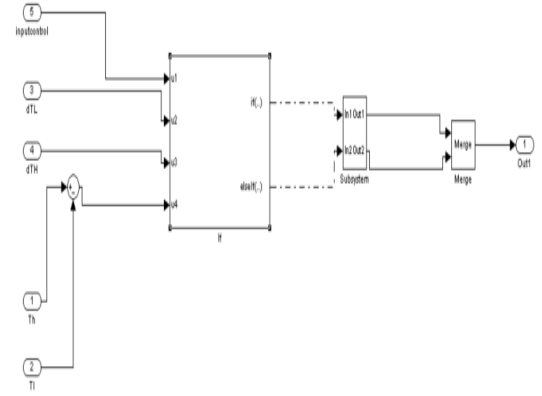 5
inputcontrol
3
dTL
4
dTH
1
Th
2
Tl
u1
u2
u3
u4
if(..)
elseif(..)
If
In1 Out1
In2 Out2
Subsystem
Merge
Merge
1
Out1